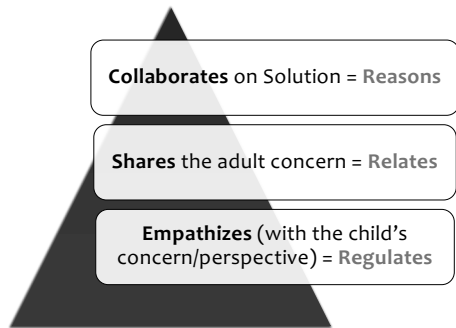 Collaborates on Solution = Reasons
Shares the adult concern = Relates
Empathizes (with the child’s
concern/perspective) = Regulates